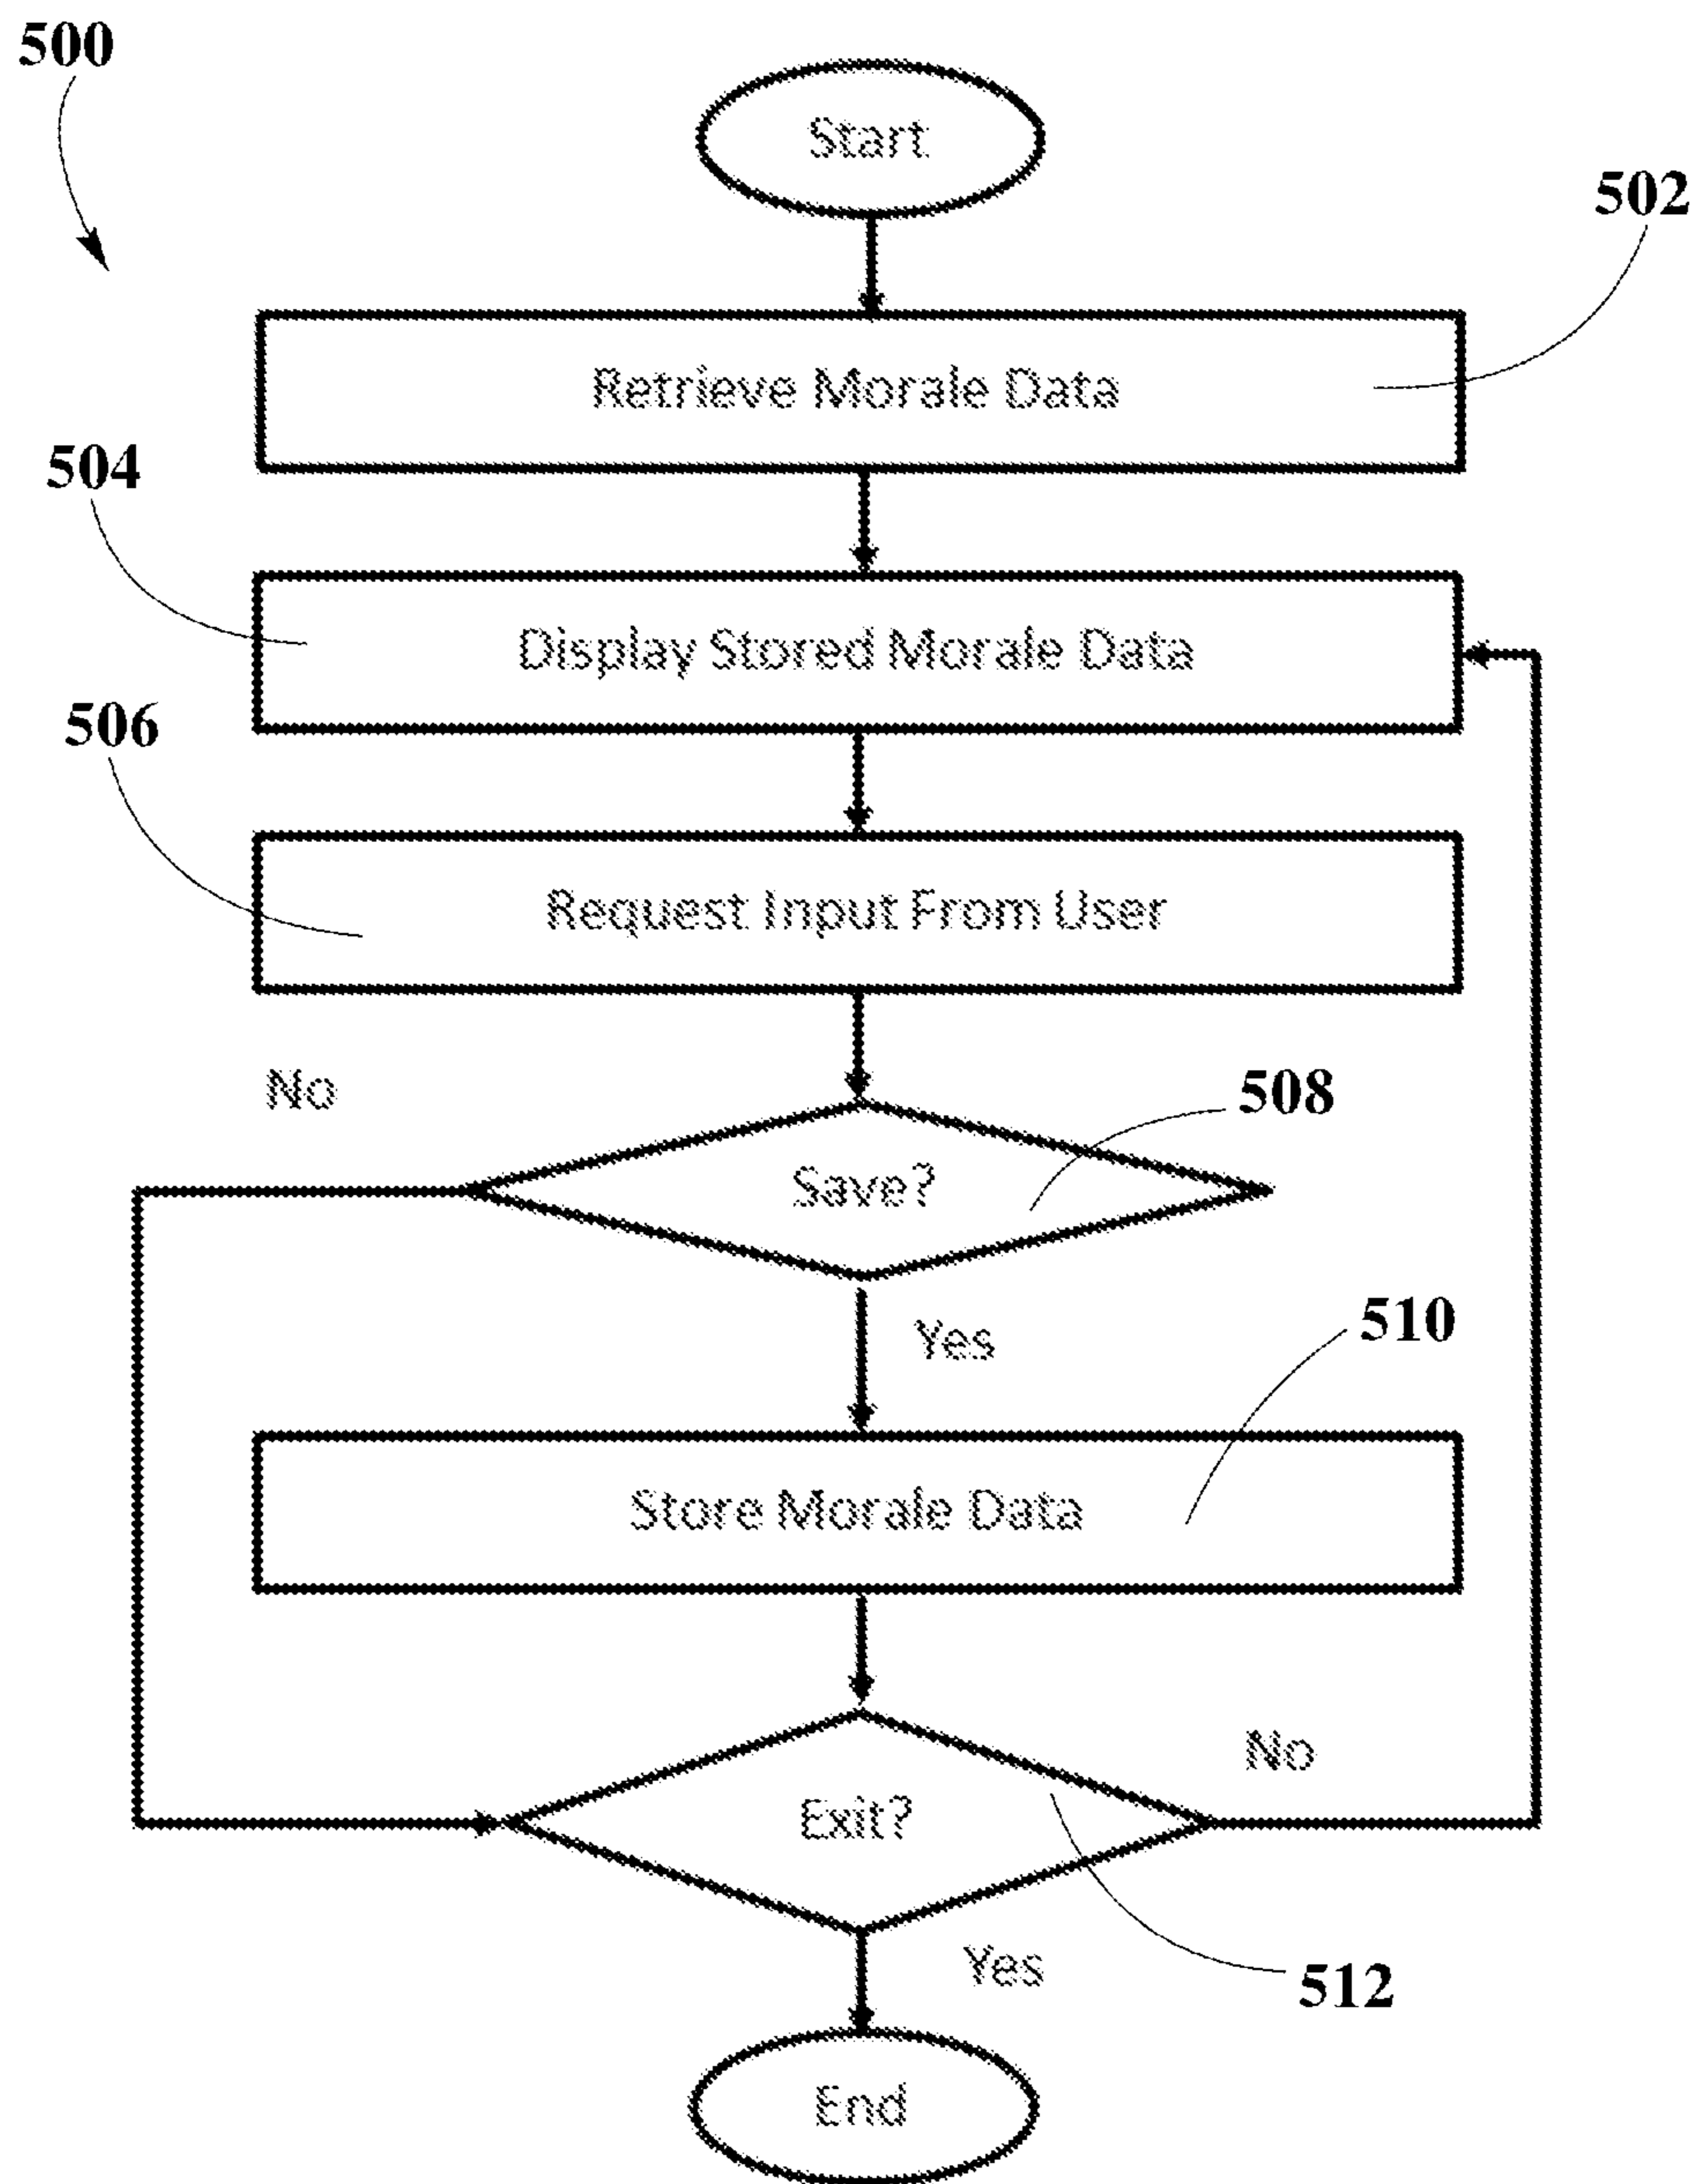 500
Start
502
Retrieve Morale Data
504
Display Stored Morale Data
506
Request Input From User
No
508
Save?
Yes
510
Store Morale Data
No
Exit?
Yes
512
End